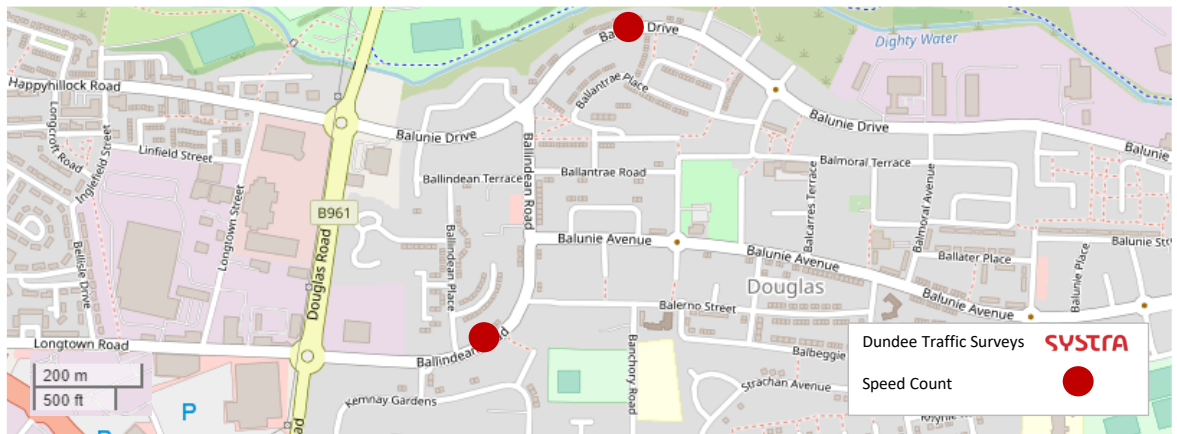 Drive
Dighty Water
Happyhillock Road
Ballantrae Place
Balunie Drive
Balunie Drive
Balunie
Longcroft Road
Inglefield Street
Linfield Street
Ballindean Road
Balmoral Terrace
Ballindean Terrace
Ballantrae Road
Balcarres Terrace
Balmoral Avenue
Longtown Street
B961
Douglas Road
Balunie Avenue
Balunie Avenue
Ballater Place
Bellisle Drive
Ballindean Place
Balunie Place
Douglas
Balunie Avenue
Balerno Street
Longtown Road
Banchory Road
Balbeggie
Dundee Traffic Surveys SYSTRA
200 m
500 ft
Speed Count
Strachan Avenue
Kemnay Gardens
P